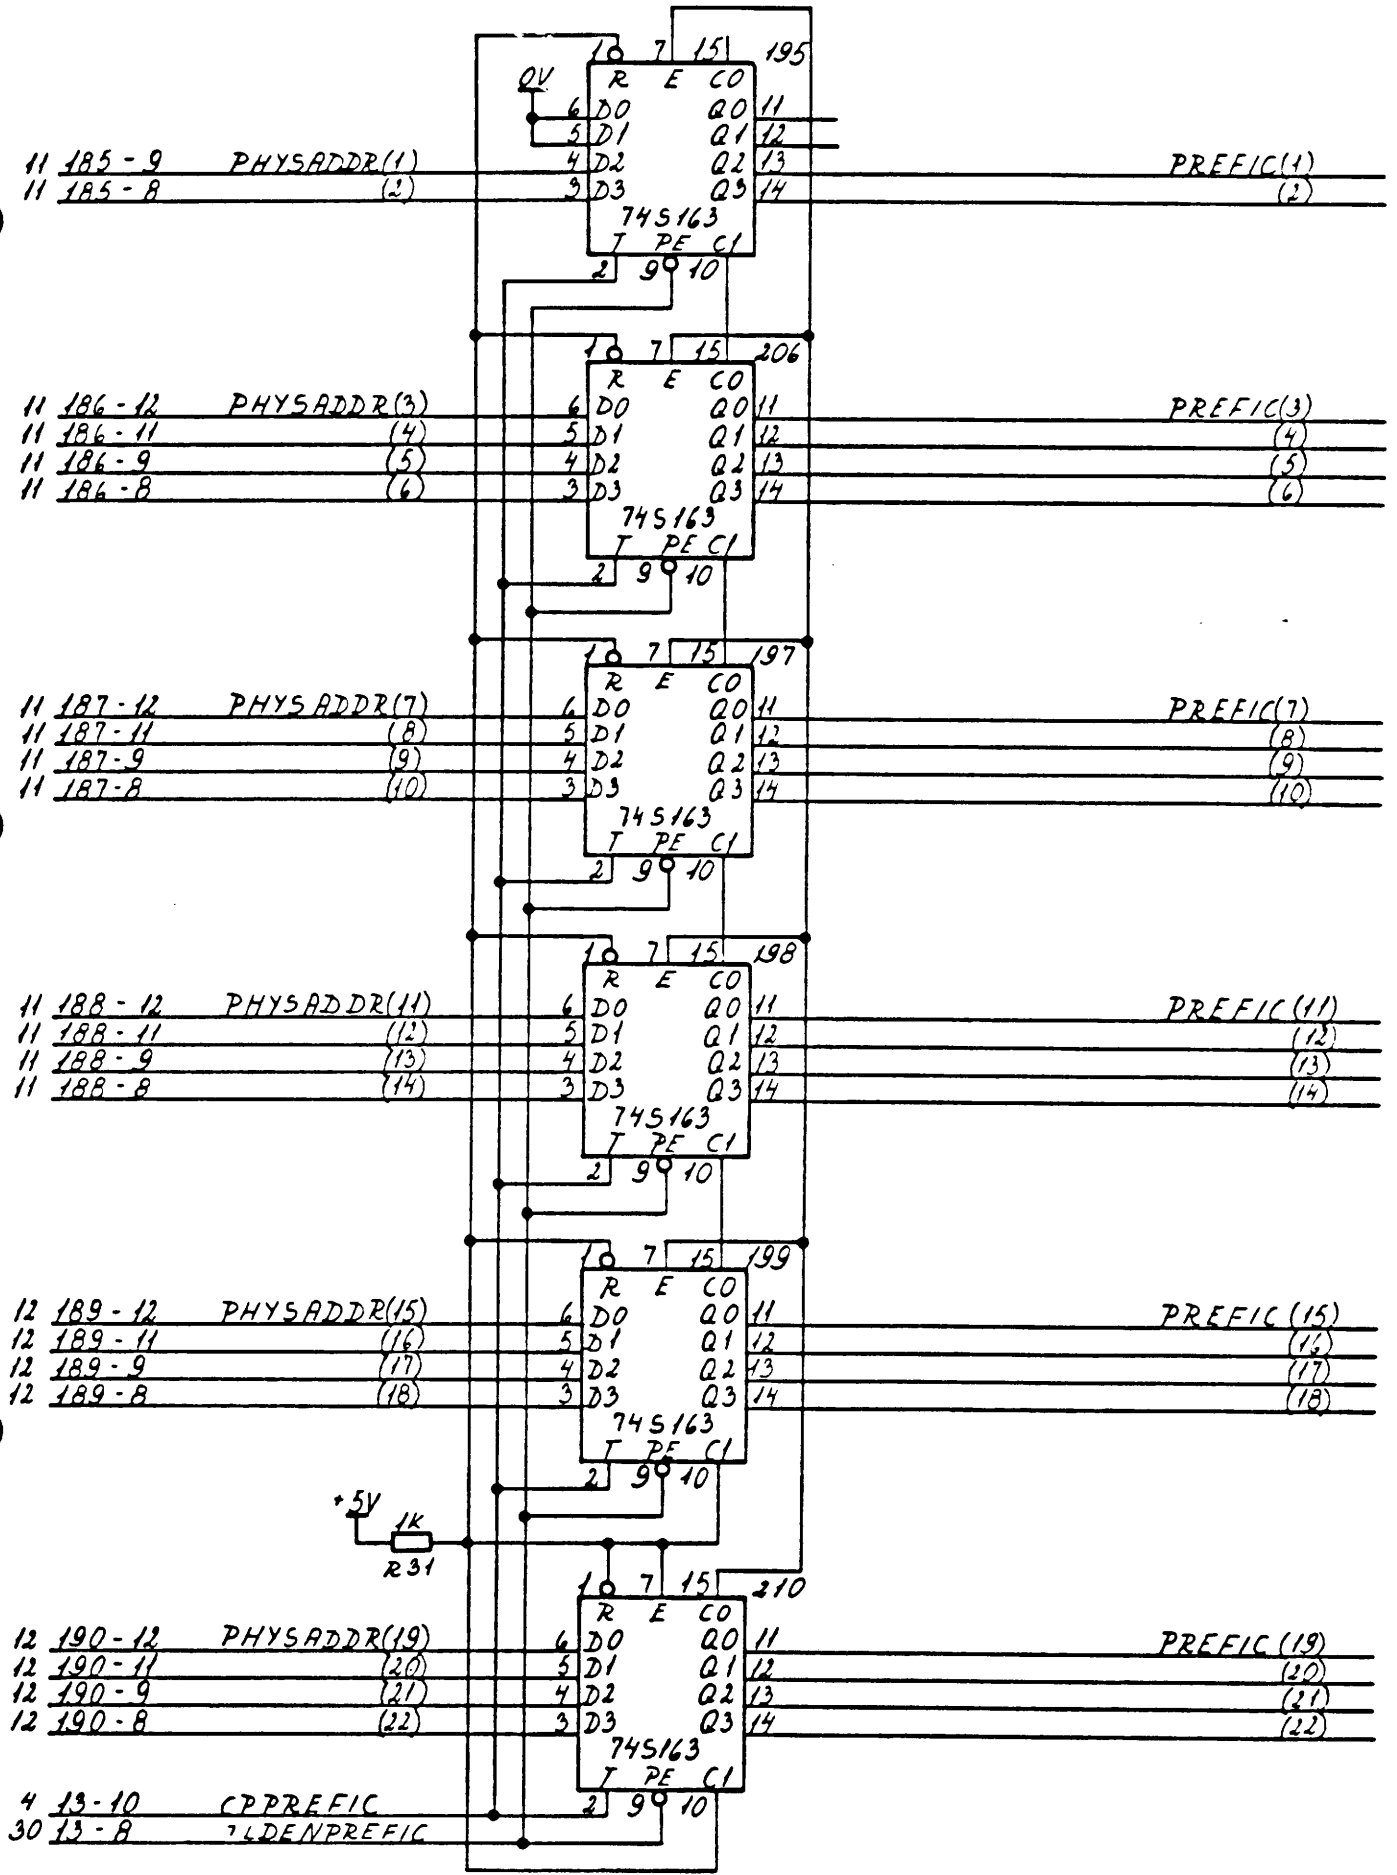 1 7 15 195
R E CO
0V
6 D0 Q0 11
5 D1 Q1 12
11 185-9 PHYSADDR(1) 4 D2 Q2 13 PREFIC(1)
11 185-8 (2) 3 D3 Q3 14 (2)
74S163
T PE CI
2 9 10
1 7 15 206
R E CO
11 186-12 PHYSADDR(3) 6 D0 Q0 11 PREFIC(3)
11 186-11 (4) 5 D1 Q1 12 (4)
11 186-9 (5) 4 D2 Q2 13 (5)
11 186-8 (6) 3 D3 Q3 14 (6)
74S163
T PE CI
2 9 10
1 7 15 197
R E CO
11 187-12 PHYSADDR(7) 6 D0 Q0 11 PREFIC(7)
11 187-11 (8) 5 D1 Q1 12 (8)
11 187-9 (9) 4 D2 Q2 13 (9)
11 187-8 (10) 3 D3 Q3 14 (10)
74S163
T PE CI
2 9 10
1 7 15 198
R E CO
11 188-12 PHYSADDR(11) 6 D0 Q0 11 PREFIC(11)
11 188-11 (12) 5 D1 Q1 12 (12)
11 188-9 (13) 4 D2 Q2 13 (13)
11 188-8 (14) 3 D3 Q3 14 (14)
74S163
T PE CI
2 9 10
1 7 15 199
R E CO
12 189-12 PHYSADDR(15) 6 D0 Q0 11 PREFIC(15)
12 189-11 (16) 5 D1 Q1 12 (16)
12 189-9 (17) 4 D2 Q2 13 (17)
12 189-8 (18) 3 D3 Q3 14 (18)
74S163
T PE CI
2 9 10
+5V
1K
R31
1 7 15 210
R E CO
12 190-12 PHYSADDR(19) 6 D0 Q0 11 PREFIC(19)
12 190-11 (20) 5 D1 Q1 12 (20)
12 190-9 (21) 4 D2 Q2 13 (21)
12 190-8 (22) 3 D3 Q3 14 (22)
74S163
T PE CI
4 13-10 CPPREFIC 2 9 10
30 13-8 ¬LDENPREFIC